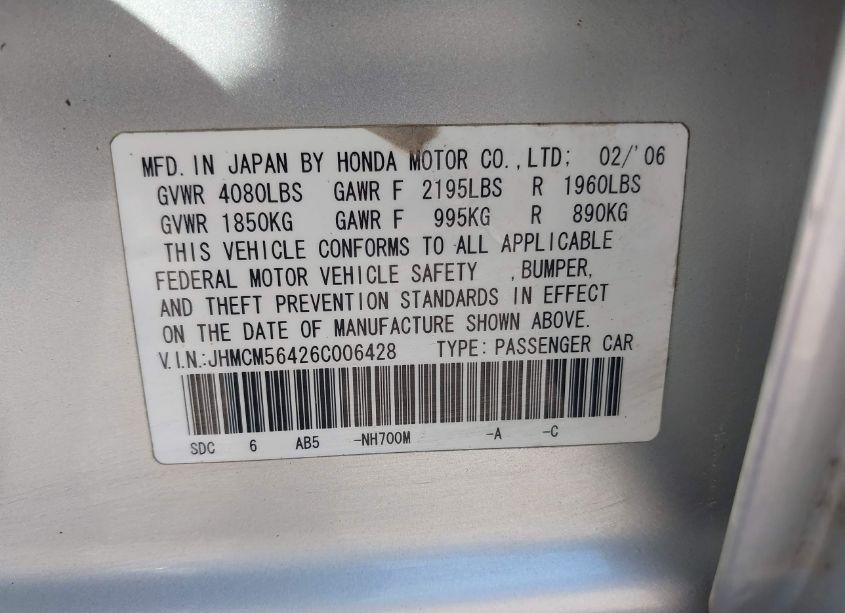 MFD. IN JAPAN BY HONDA MOTOR CO., LTD; 02/'06
GVWR 4080LBS GAWR F 2195LBS R 1960LBS
GVWR 1850KG GAWR F 995KG R 890KG
THIS VEHICLE CONFORMS TO ALL APPLICABLE
FEDERAL MOTOR VEHICLE SAFETY , BUMPER,
AND THEFT PREVENTION STANDARDS IN EFFECT
ON THE DATE OF MANUFACTURE SHOWN ABOVE.
V.I.N.:JHMCM56426C006428 TYPE: PASSENGER CAR
SDC 6 AB5 -NH700M -A -C